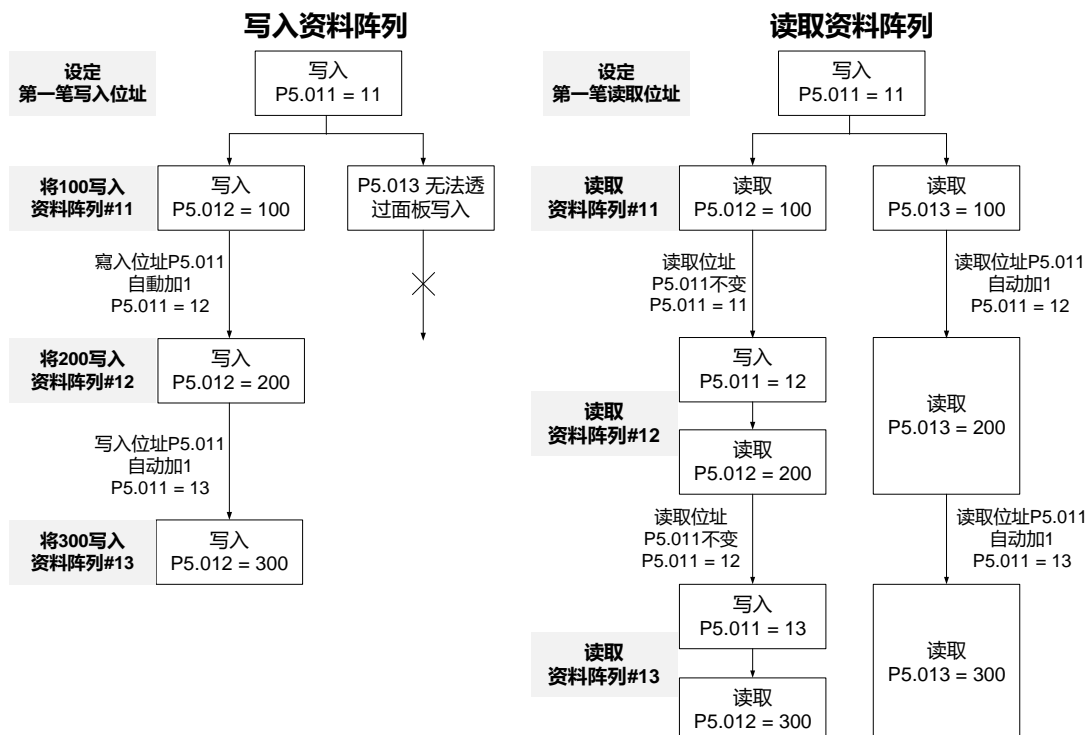 写入资料阵列
设定
第一笔写入位址
写入
P5.011 = 11
将100写入
资料阵列#11
写入
P5.012 = 100
P5.013 无法透
过面板写入
寫入位址P5.011
自動加1
P5.011 = 12
将200写入
资料阵列#12
写入
P5.012 = 200
写入位址P5.011
自动加1
P5.011 = 13
将300写入
资料阵列#13
写入
P5.012 = 300
读取资料阵列
设定
第一笔读取位址
写入
P5.011 = 11
读取
资料阵列#11
读取
P5.012 = 100
读取
P5.013 = 100
读取位址
P5.011不变
P5.011 = 11
读取位址P5.011
自动加1
P5.011 = 12
读取
资料阵列#12
写入
P5.011 = 12
读取
P5.012 = 200
读取
P5.013 = 200
读取位址
P5.011不变
P5.011 = 12
读取位址P5.011
自动加1
P5.011 = 13
读取
资料阵列#13
写入
P5.011 = 13
读取
P5.012 = 300
读取
P5.013 = 300